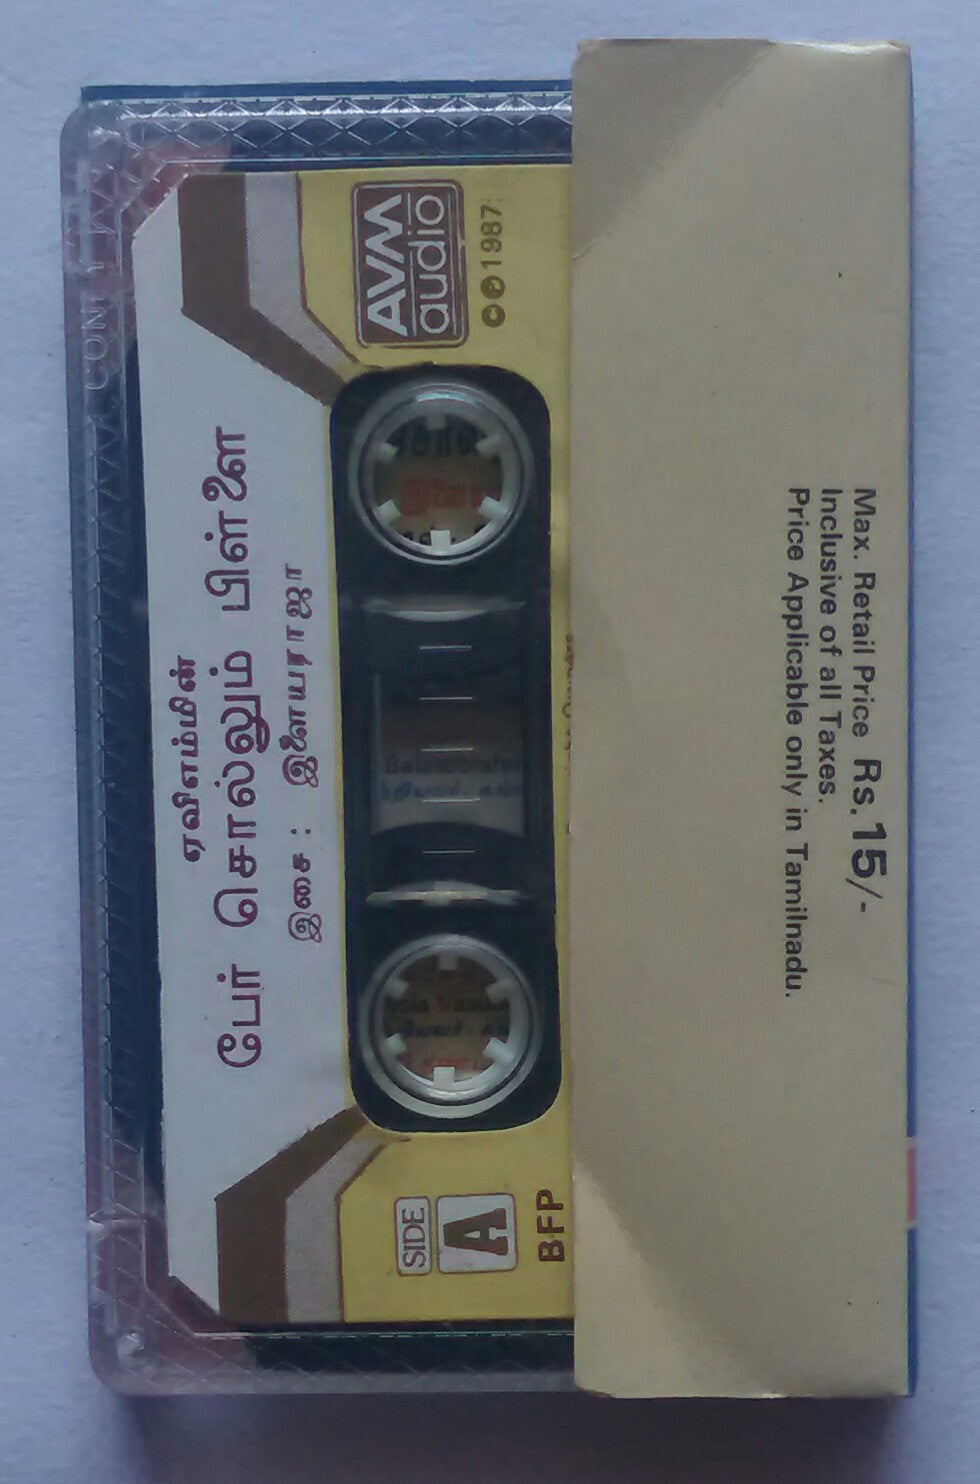 ஏவிஎம்மின்
பேர் சொல்லும் பிள்ளை
இசை : இளையராஜா
AVM
audio
©℗1987
SIDE
A
BFP
Max. Retail Price Rs.15/-
Inclusive of all Taxes.
Price Applicable only in Tamilnadu.